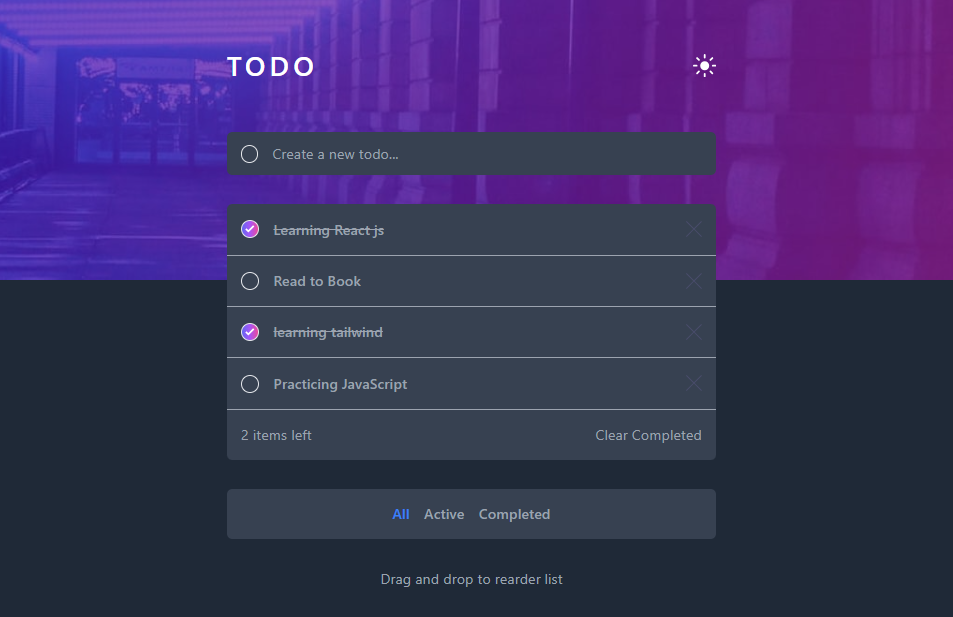 TODO
Create a new todo...
Learning React js
Read to Book
learning tailwind
Practicing JavaScript
2 items left Clear Completed
All Active Completed
Drag and drop to rearder list